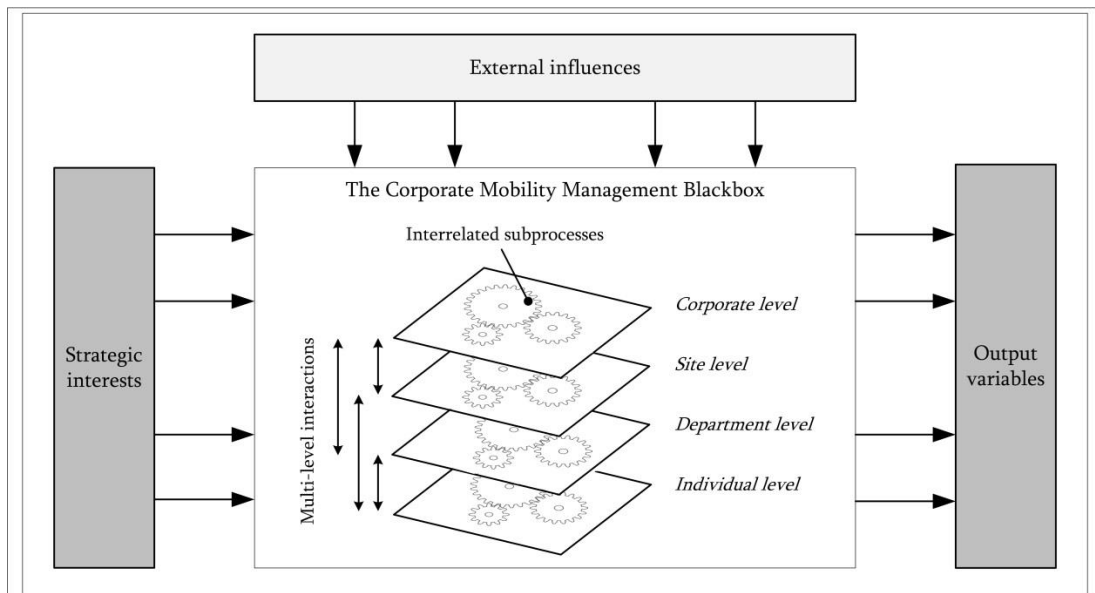 External influences
The Corporate Mobility Management Blackbox
Interrelated subprocesses
Corporate level
Strategic
interests
Site level
Output
variables
Multi-level interactions
Department level
Individual level